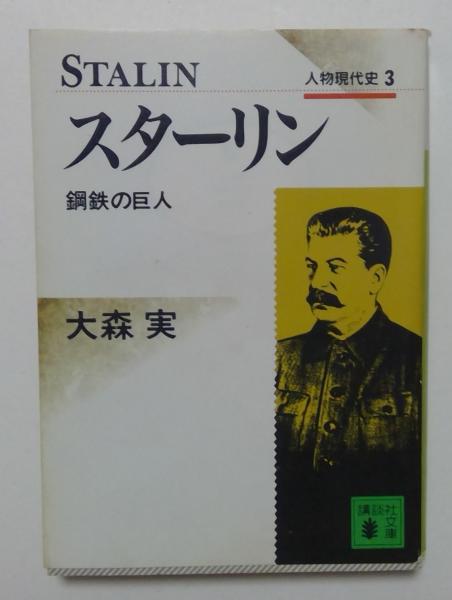 STALIN
人物現代史 3
スターリン
鋼鉄の巨人
大森 実
講談社
文庫